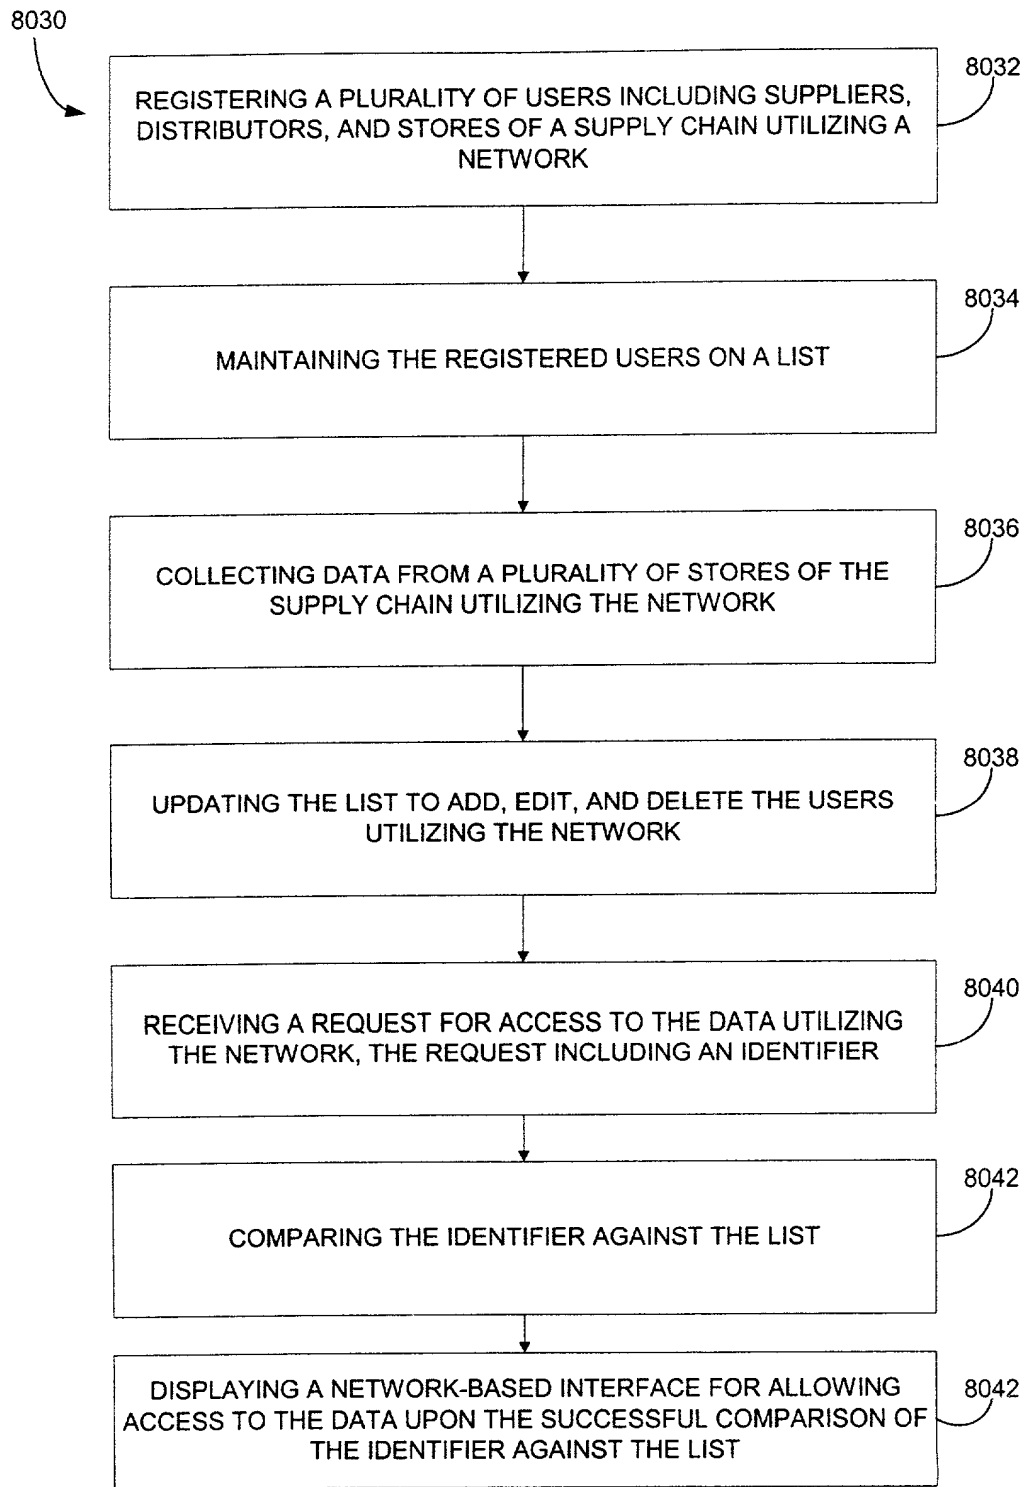 8030
8032
REGISTERING A PLURALITY OF USERS INCLUDING SUPPLIERS,
DISTRIBUTORS, AND STORES OF A SUPPLY CHAIN UTILIZING A
NETWORK
8034
MAINTAINING THE REGISTERED USERS ON A LIST
8036
COLLECTING DATA FROM A PLURALITY OF STORES OF THE
SUPPLY CHAIN UTILIZING THE NETWORK
8038
UPDATING THE LIST TO ADD, EDIT, AND DELETE THE USERS
UTILIZING THE NETWORK
8040
RECEIVING A REQUEST FOR ACCESS TO THE DATA UTILIZING
THE NETWORK, THE REQUEST INCLUDING AN IDENTIFIER
8042
COMPARING THE IDENTIFIER AGAINST THE LIST
8042
DISPLAYING A NETWORK-BASED INTERFACE FOR ALLOWING
ACCESS TO THE DATA UPON THE SUCCESSFUL COMPARISON OF
THE IDENTIFIER AGAINST THE LIST